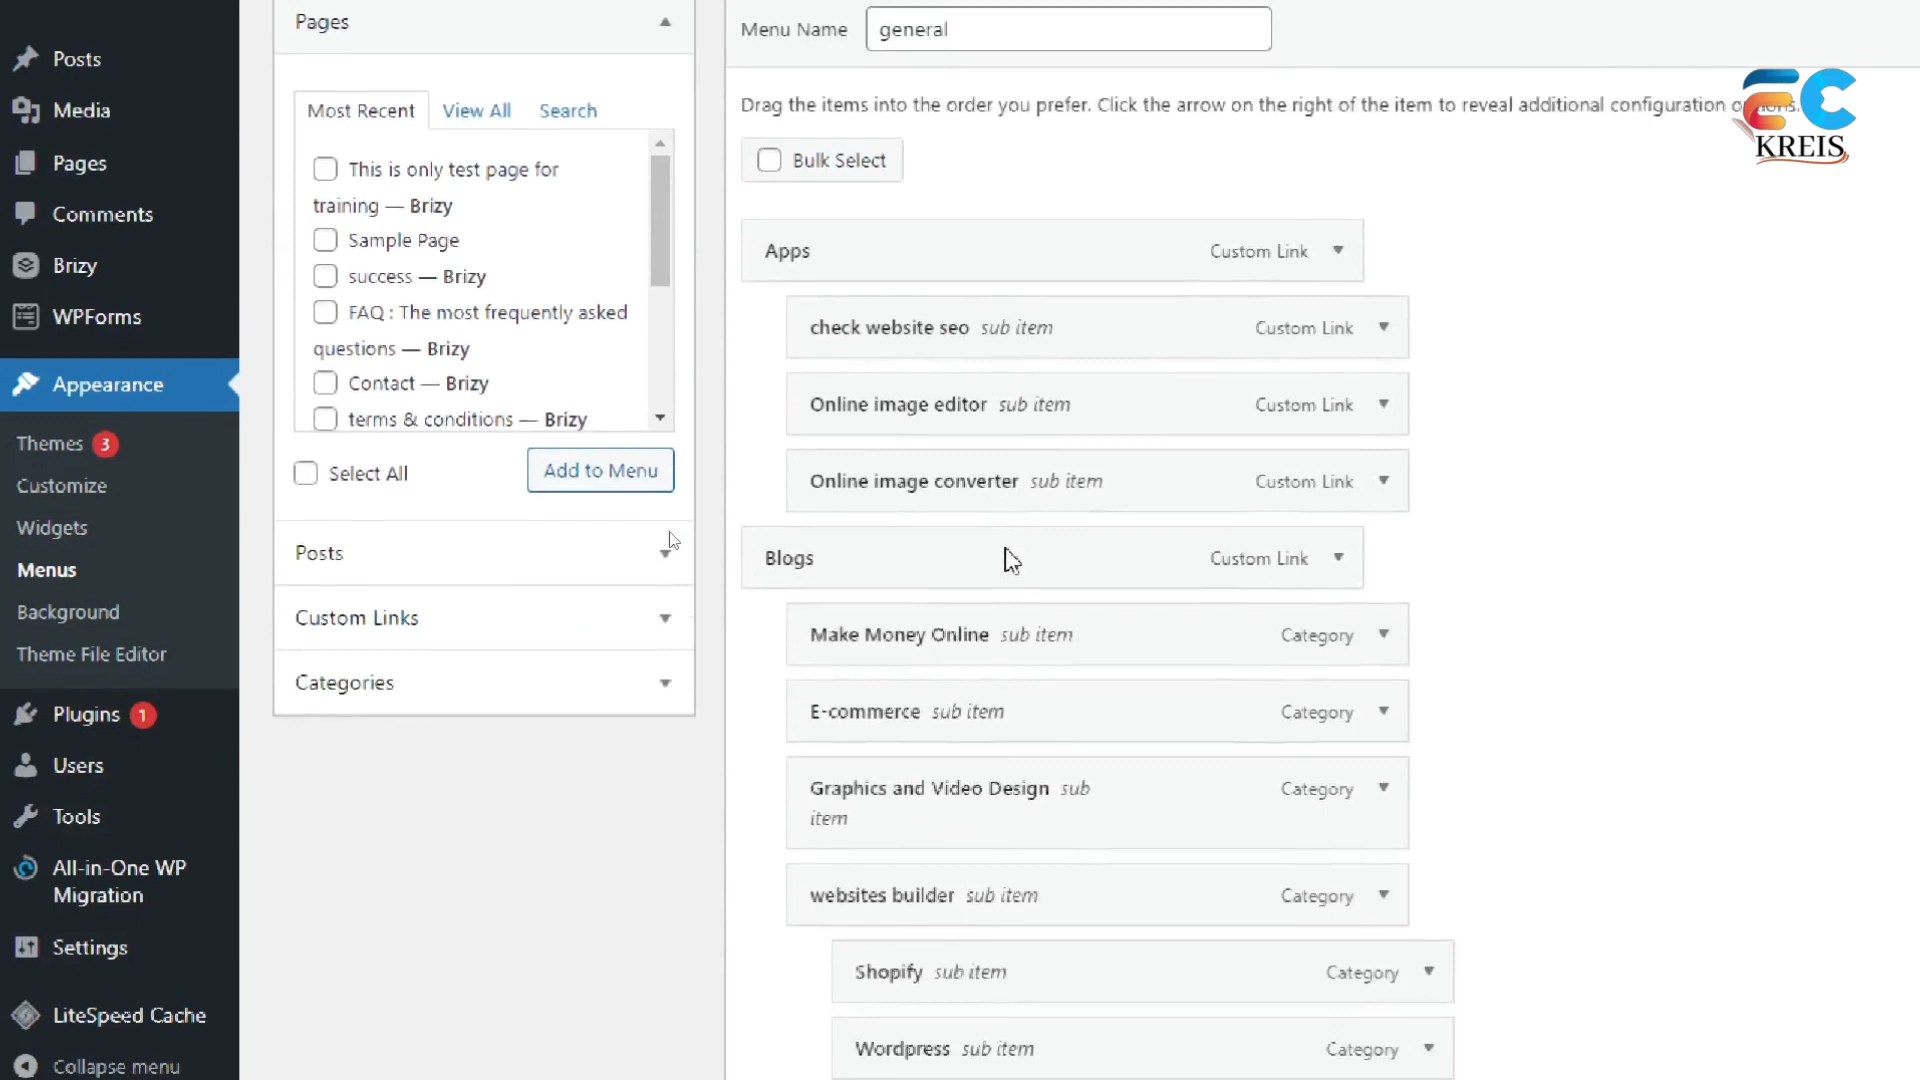 Posts
Media
Pages
Comments
Brizy
WPForms
Appearance
Themes 3
Customize
Widgets
Menus
Background
Theme File Editor
Plugins 1
Users
Tools
All-in-One WP
Migration
Settings
LiteSpeed Cache
Collapse menu
Pages
Most Recent View All Search
This is only test page for
training — Brizy
Sample Page
success — Brizy
FAQ : The most frequently asked
questions — Brizy
Contact — Brizy
terms & conditions — Brizy
Select All Add to Menu
Posts
Custom Links
Categories
Menu Name general
Drag the items into the order you prefer. Click the arrow on the right of the item to reveal additional configuration
Bulk Select
Apps Custom Link
check website seo sub item Custom Link
Online image editor sub item Custom Link
Online image converter sub item Custom Link
Blogs Custom Link
Make Money Online sub item Category
E-commerce sub item Category
Graphics and Video Design sub Category
item
websites builder sub item Category
Shopify sub item Category
Wordpress sub item Category
EC
KREIS